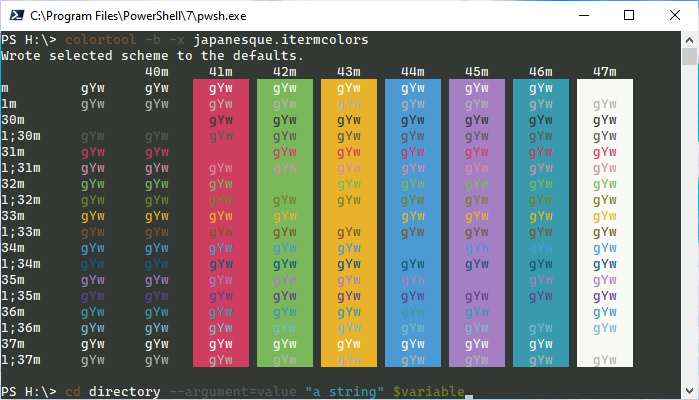 C:\Program Files\PowerShell\7\pwsh.exe
PS H:\> colortool -b -x japanesque.itermcolors
Wrote selected scheme to the defaults.
40m 41m 42m 43m 44m 45m 46m 47m
m gYw gYw gYw gYw gYw gYw gYw gYw
1m gYw gYw gYw gYw gYw gYw gYw gYw gYw
30m gYw gYw gYw gYw gYw gYw gYw
1;30m gYw gYw gYw gYw gYw gYw gYw gYw gYw
31m gYw gYw gYw gYw gYw gYw gYw gYw
1;31m gYw gYw gYw gYw gYw gYw gYw gYw gYw
32m gYw gYw gYw gYw gYw gYw gYw gYw
1;32m gYw gYw gYw gYw gYw gYw gYw gYw gYw
33m gYw gYw gYw gYw gYw gYw gYw gYw
1;33m gYw gYw gYw gYw gYw gYw gYw gYw gYw
34m gYw gYw gYw gYw gYw gYw gYw gYw
1;34m gYw gYw gYw gYw gYw gYw gYw gYw gYw
35m gYw gYw gYw gYw gYw gYw gYw gYw
1;35m gYw gYw gYw gYw gYw gYw gYw gYw gYw
36m gYw gYw gYw gYw gYw gYw gYw gYw
1;36m gYw gYw gYw gYw gYw gYw gYw gYw gYw
37m gYw gYw gYw gYw gYw gYw gYw gYw
1;37m gYw gYw gYw gYw gYw gYw gYw gYw gYw
PS H:\> cd directory --argument=value "a string" $variable